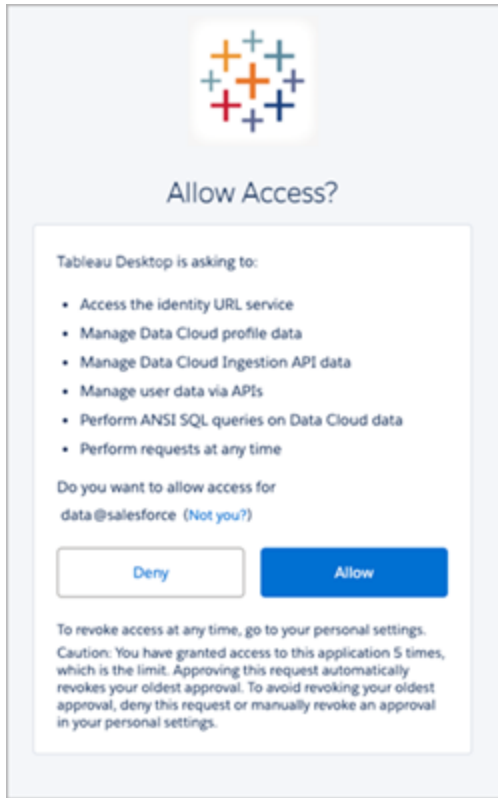 Allow Access?
Tableau Desktop is asking to:
• Access the identity URL service
• Manage Data Cloud profile data
• Manage Data Cloud Ingestion API data
• Manage user data via APIs
• Perform ANSI SQL queries on Data Cloud data
• Perform requests at any time
Do you want to allow access for
data@salesforce (Not you?)
Deny
Allow
To revoke access at any time, go to your personal settings.
Caution: You have granted access to this application 5 times,
which is the limit. Approving this request automatically
revokes your oldest approval. To avoid revoking your oldest
approval, deny this request or manually revoke an approval
in your personal settings.